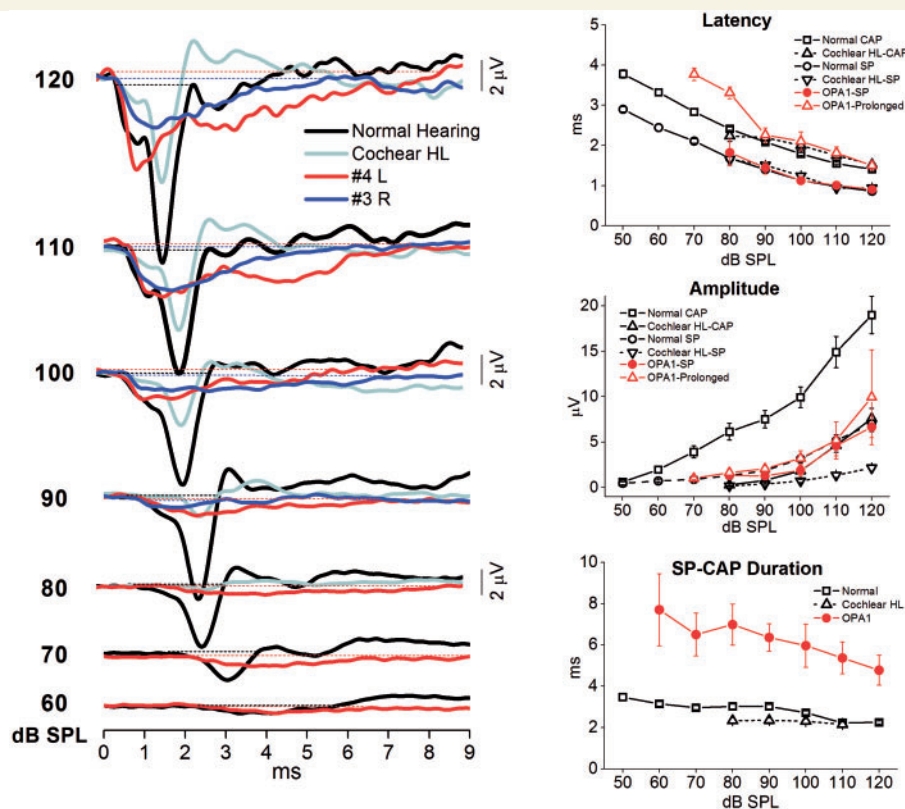 120
2 μV
Normal Hearing
Cochear HL
#4 L
#3 R
110
100
90
80
2 μV
70
60
dB SPL
0 1 2 3 4 5 6 7 8 9
ms
Latency
Normal CAP
Cochlear HL-CAP
Normal SP
Cochlear HL-SP
OPA1-SP
OPA1-Prolonged
5
4
3
2
1
0
ms
50 60 70 80 90 100 110 120
dB SPL
Amplitude
Normal CAP
Cochlear HL-CAP
Normal SP
Cochlear HL-SP
OPA1-SP
OPA1-Prolonged
20
15
10
5
0
μV
50 60 70 80 90 100 110 120
dB SPL
SP-CAP Duration
Normal
Cochlear HL
OPA1
10
8
6
4
2
0
ms
50 60 70 80 90 100 110 120
dB SPL